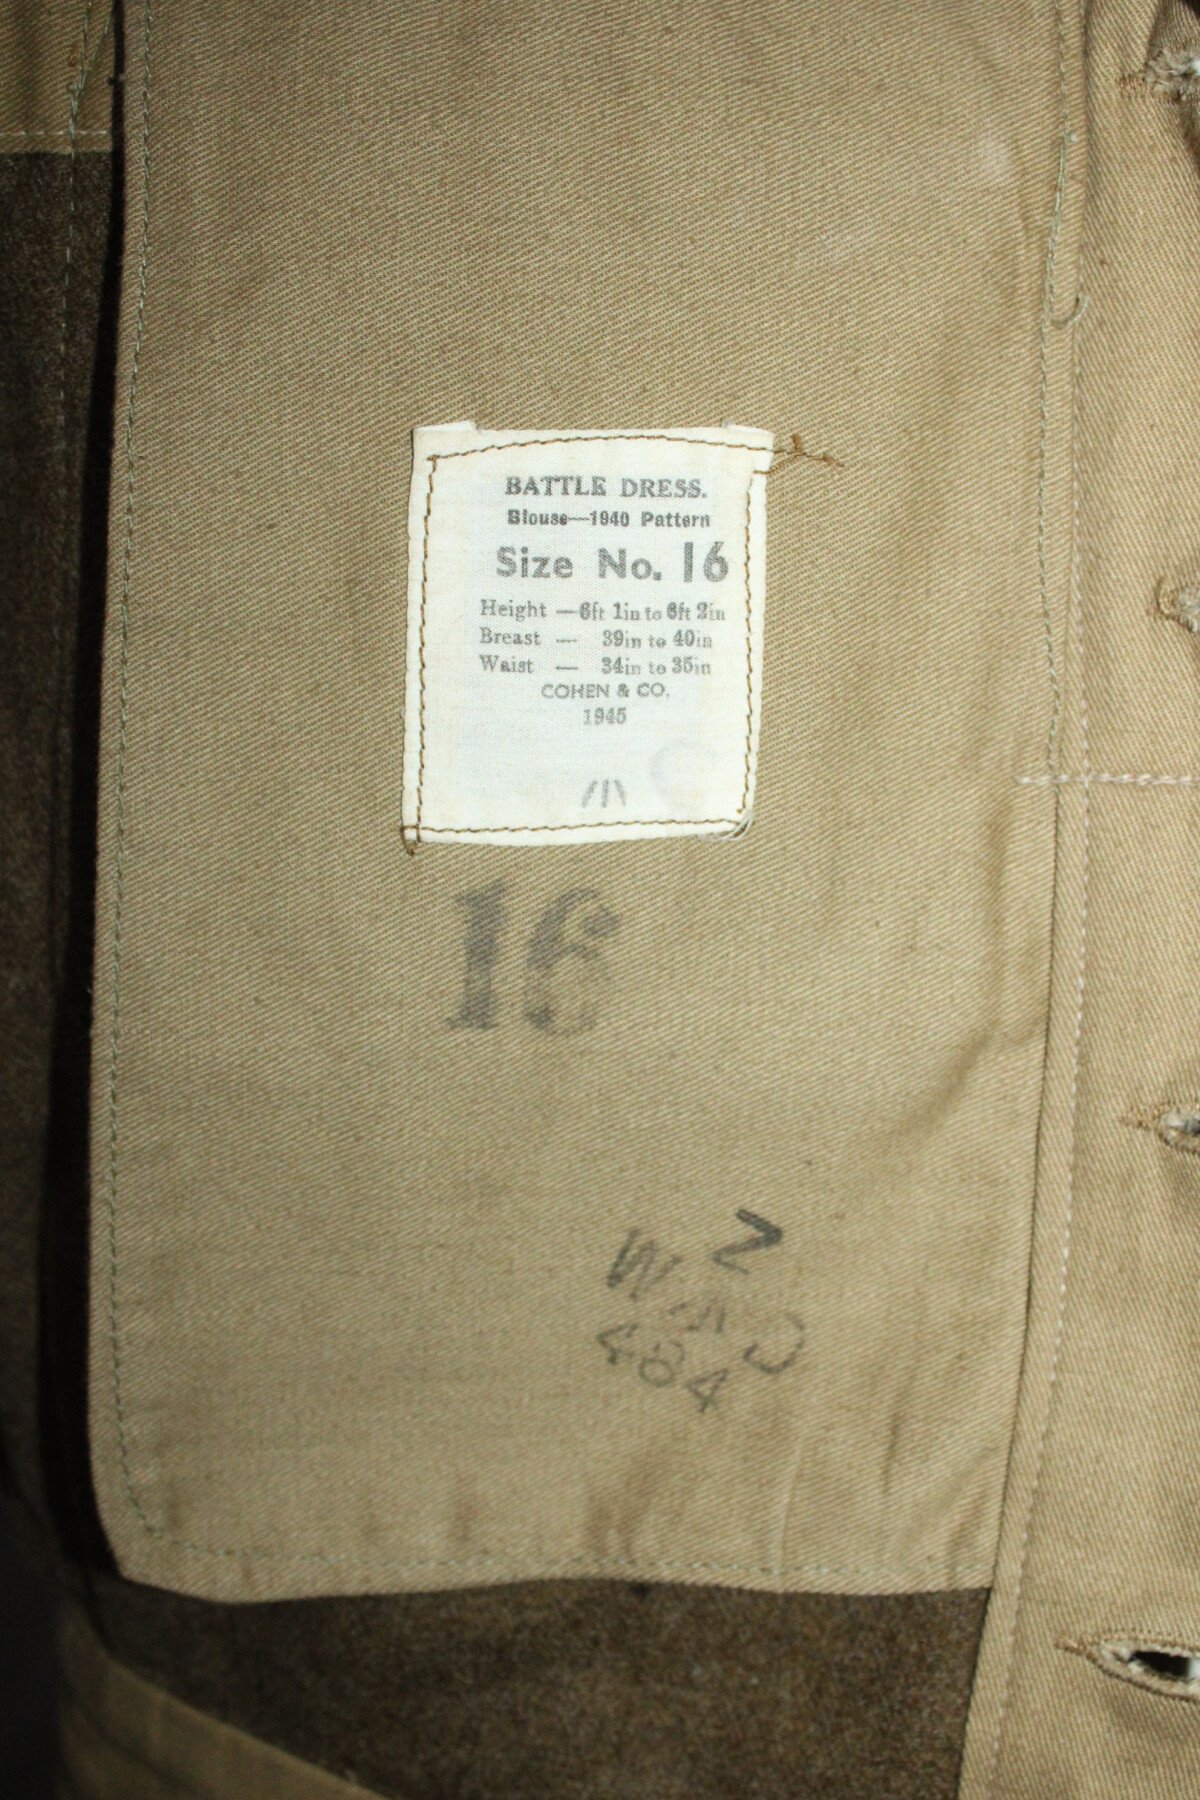 BATTLE DRESS.
Blouse—1940 Pattern
Size No. 16
Height —6ft 1in to 6ft 2in
Breast — 39in to 40in
Waist — 34in to 35in
COHEN & CO.
1945
16
Z
484